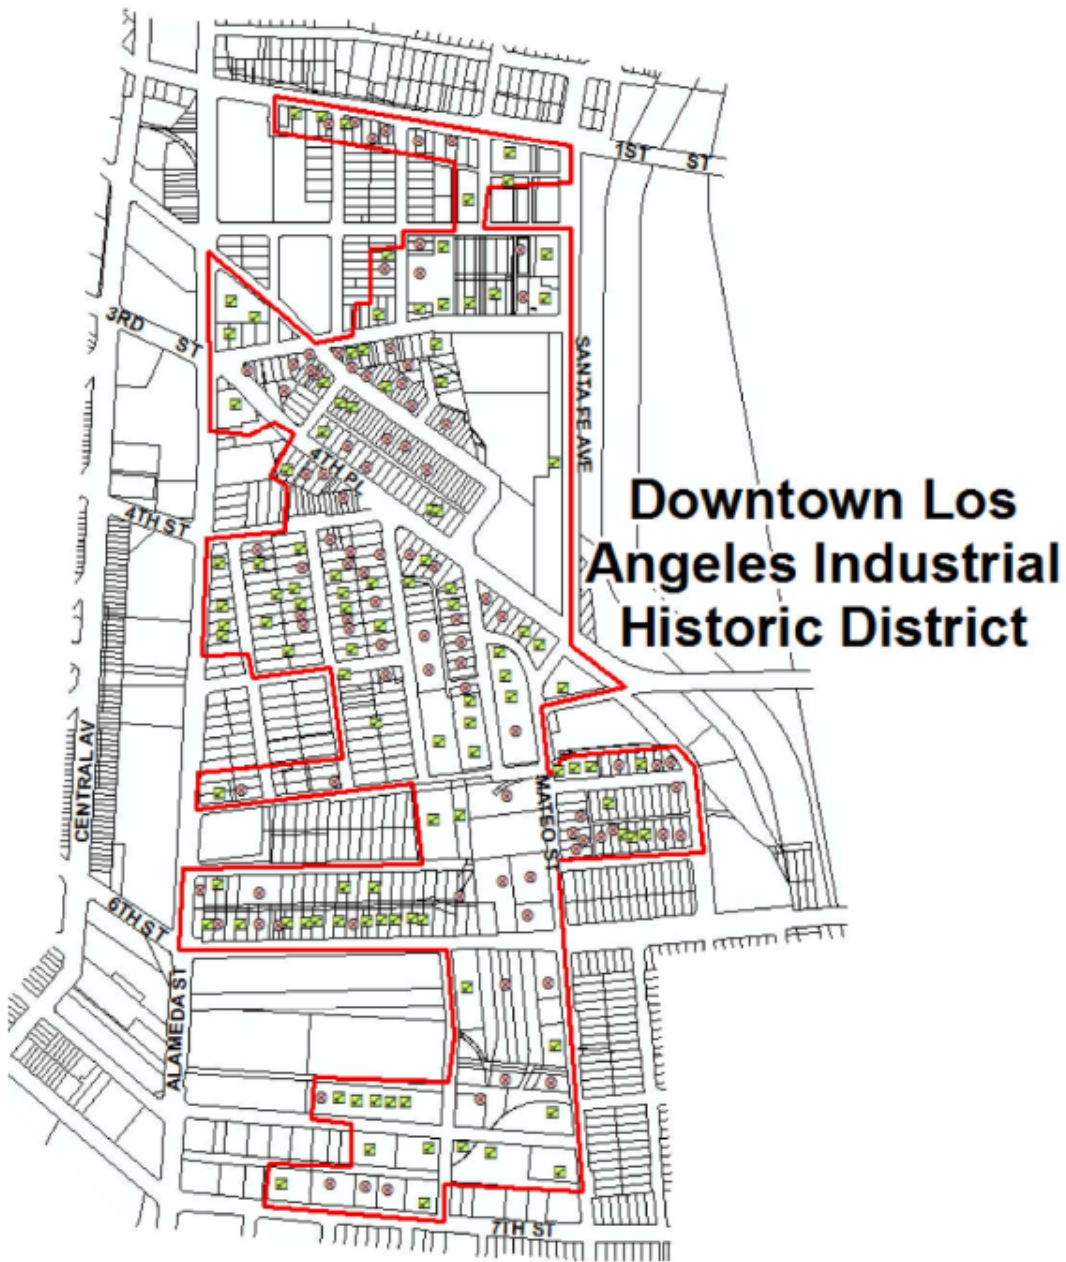 1ST ST
3RD ST
SANTA FE AVE
4TH PL
4TH ST
Downtown Los
Angeles Industrial
Historic District
CENTRAL AV
MATEO ST
6TH ST
ALAMEDA ST
7TH ST